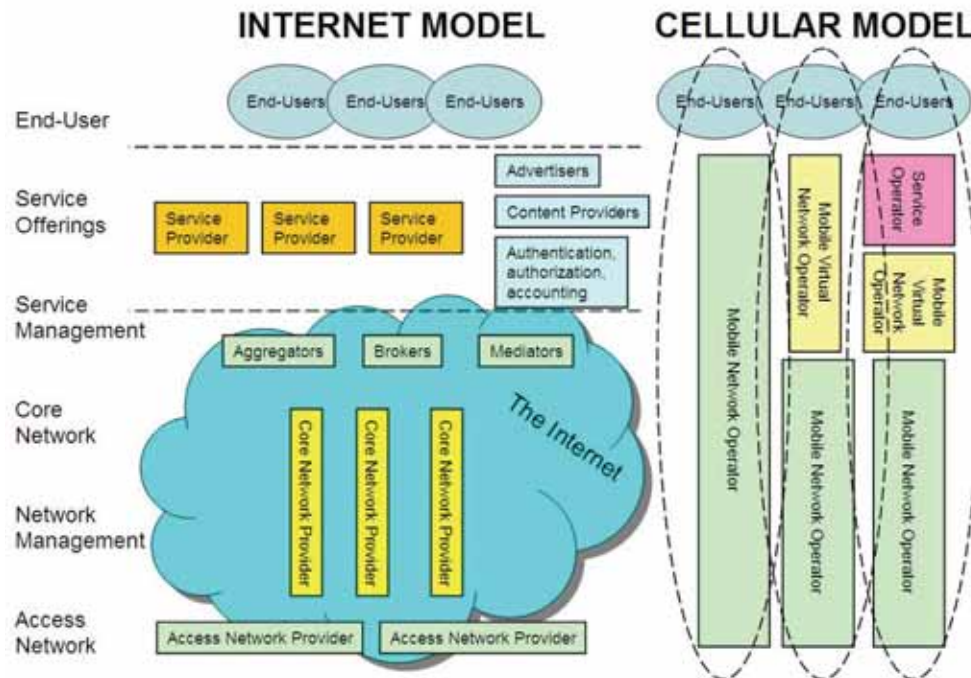 INTERNET MODEL
CELLULAR MODEL
End-Users
End-Users
End-Users
End-Users
End-Users
End-Users
End-User
Service
Offerings
Service
Management
Core
Network
Network
Management
Access
Network
Service
Provider
Service
Provider
Service
Provider
Advertisers
Content Providers
Authentication,
authorization,
accounting
Aggregators
Brokers
Mediators
The Internet
Core Network Provider
Core Network Provider
Core Network Provider
Access Network Provider
Access Network Provider
Mobile Network Operator
Mobile Virtual
Network Operator
Mobile Network Operator
Service
Operator
Mobile
Virtual
Network
Operator
Mobile Network Operator